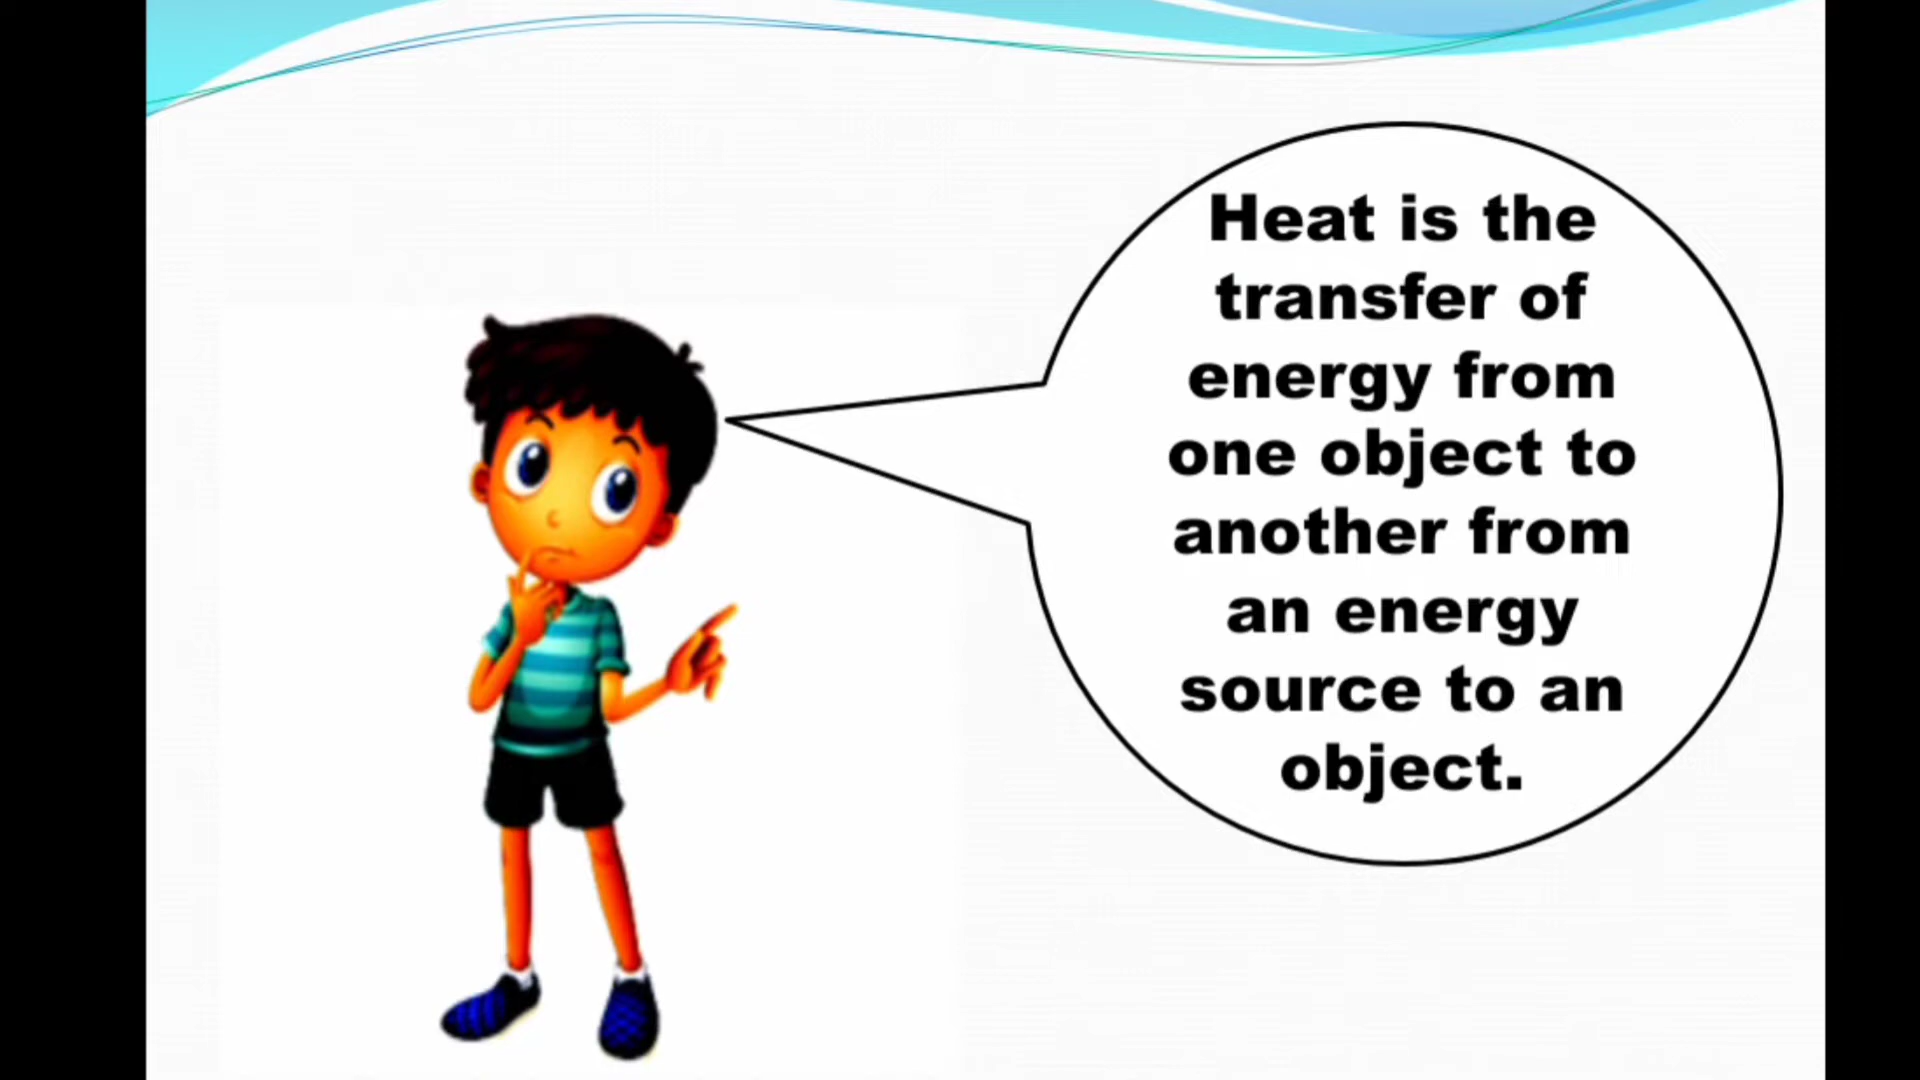 Heat is the
transfer of
energy from
one object to
another from
an energy
source to an
object.